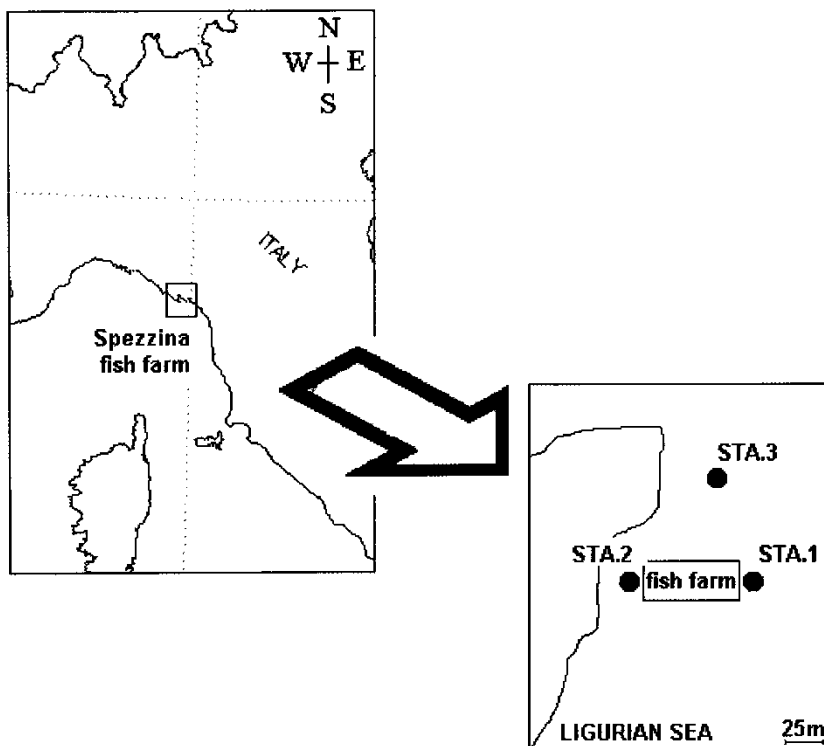 N
W E
S
ITALY
Spezzina
fish farm
STA.3
STA.2
STA.1
fish farm
LIGURIAN SEA
25m